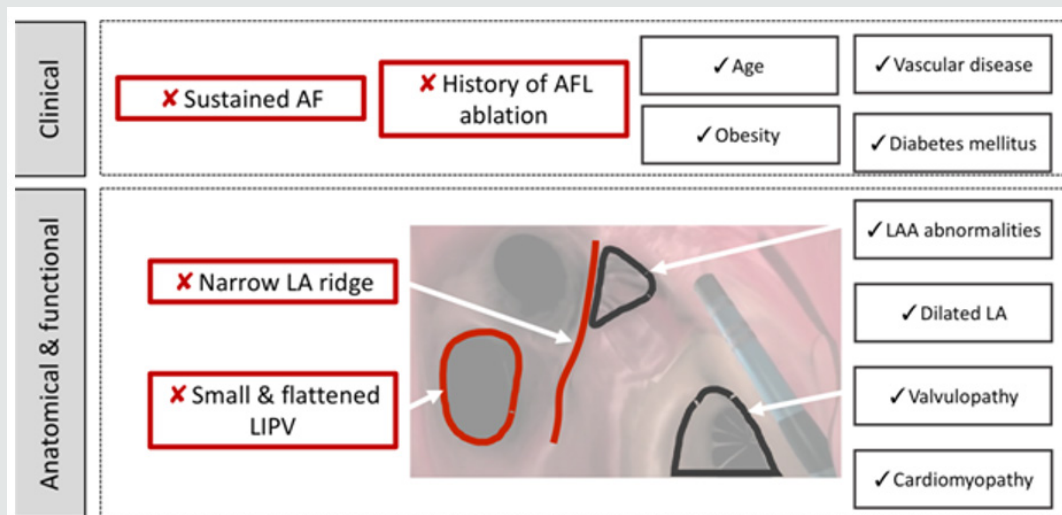 Clinical
✘ Sustained AF
✘ History of AFL
ablation
✓ Age
✓ Obesity
✓ Vascular disease
✓ Diabetes mellitus
Anatomical & functional
✘ Narrow LA ridge
✘ Small & flattened
LIPV
✓ LAA abnormalities
✓ Dilated LA
✓ Valvulopathy
✓ Cardiomyopathy